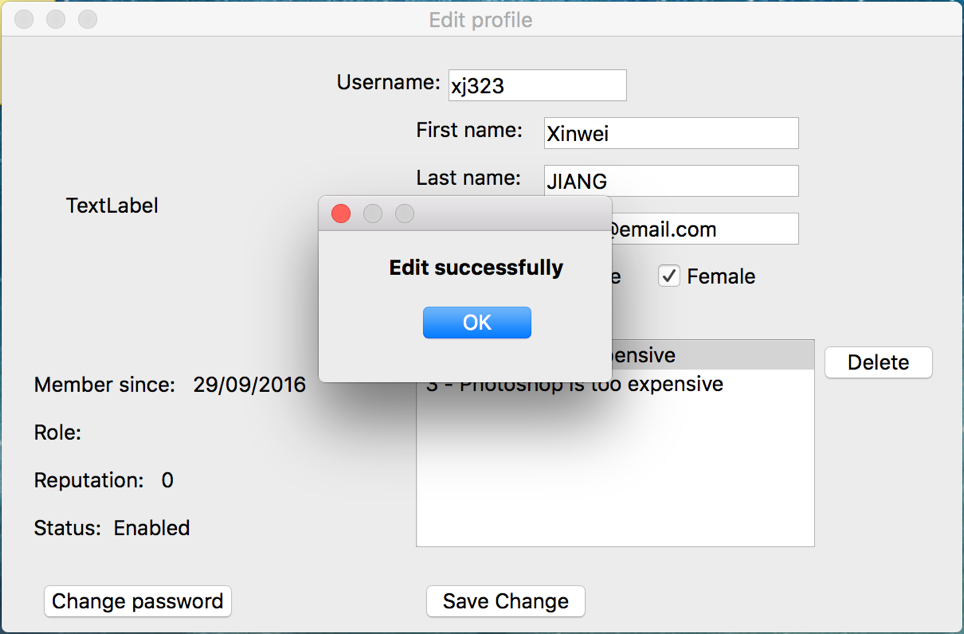 Edit profile
Username: xj323
First name: Xinwei
Last name: JIANG
TextLabel
@email.com
Edit successfully
Female
OK
Delete
Member since: 29/09/2016
3 - Photoshop is too expensive
Role:
Reputation: 0
Status: Enabled
Change password
Save Change